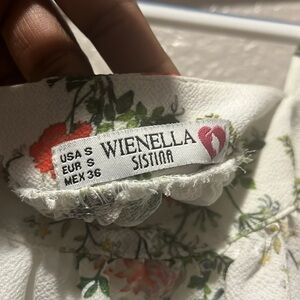 USA S
EUR S
MEX 36
WIENELLA
SISTINA